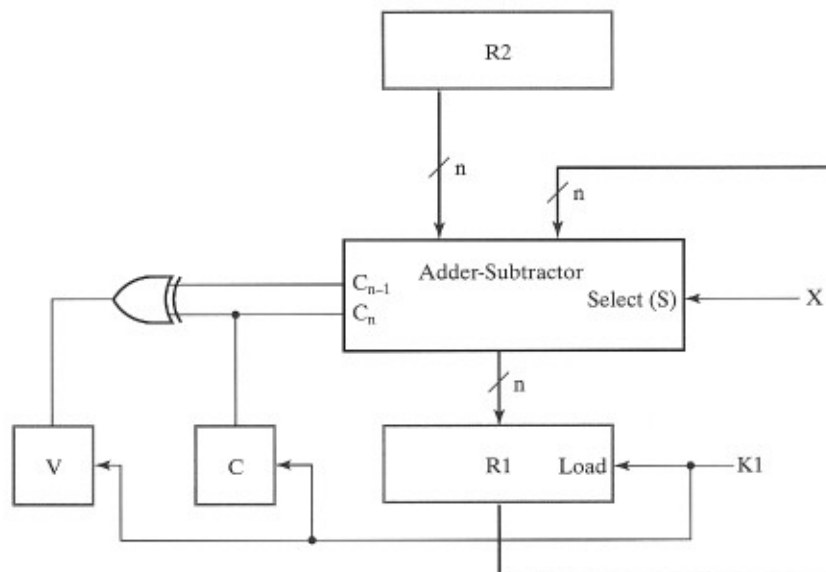 R2
n
n
Adder-Subtractor
Cn–1
Cn
Select (S)
X
n
V
C
R1
Load
K1